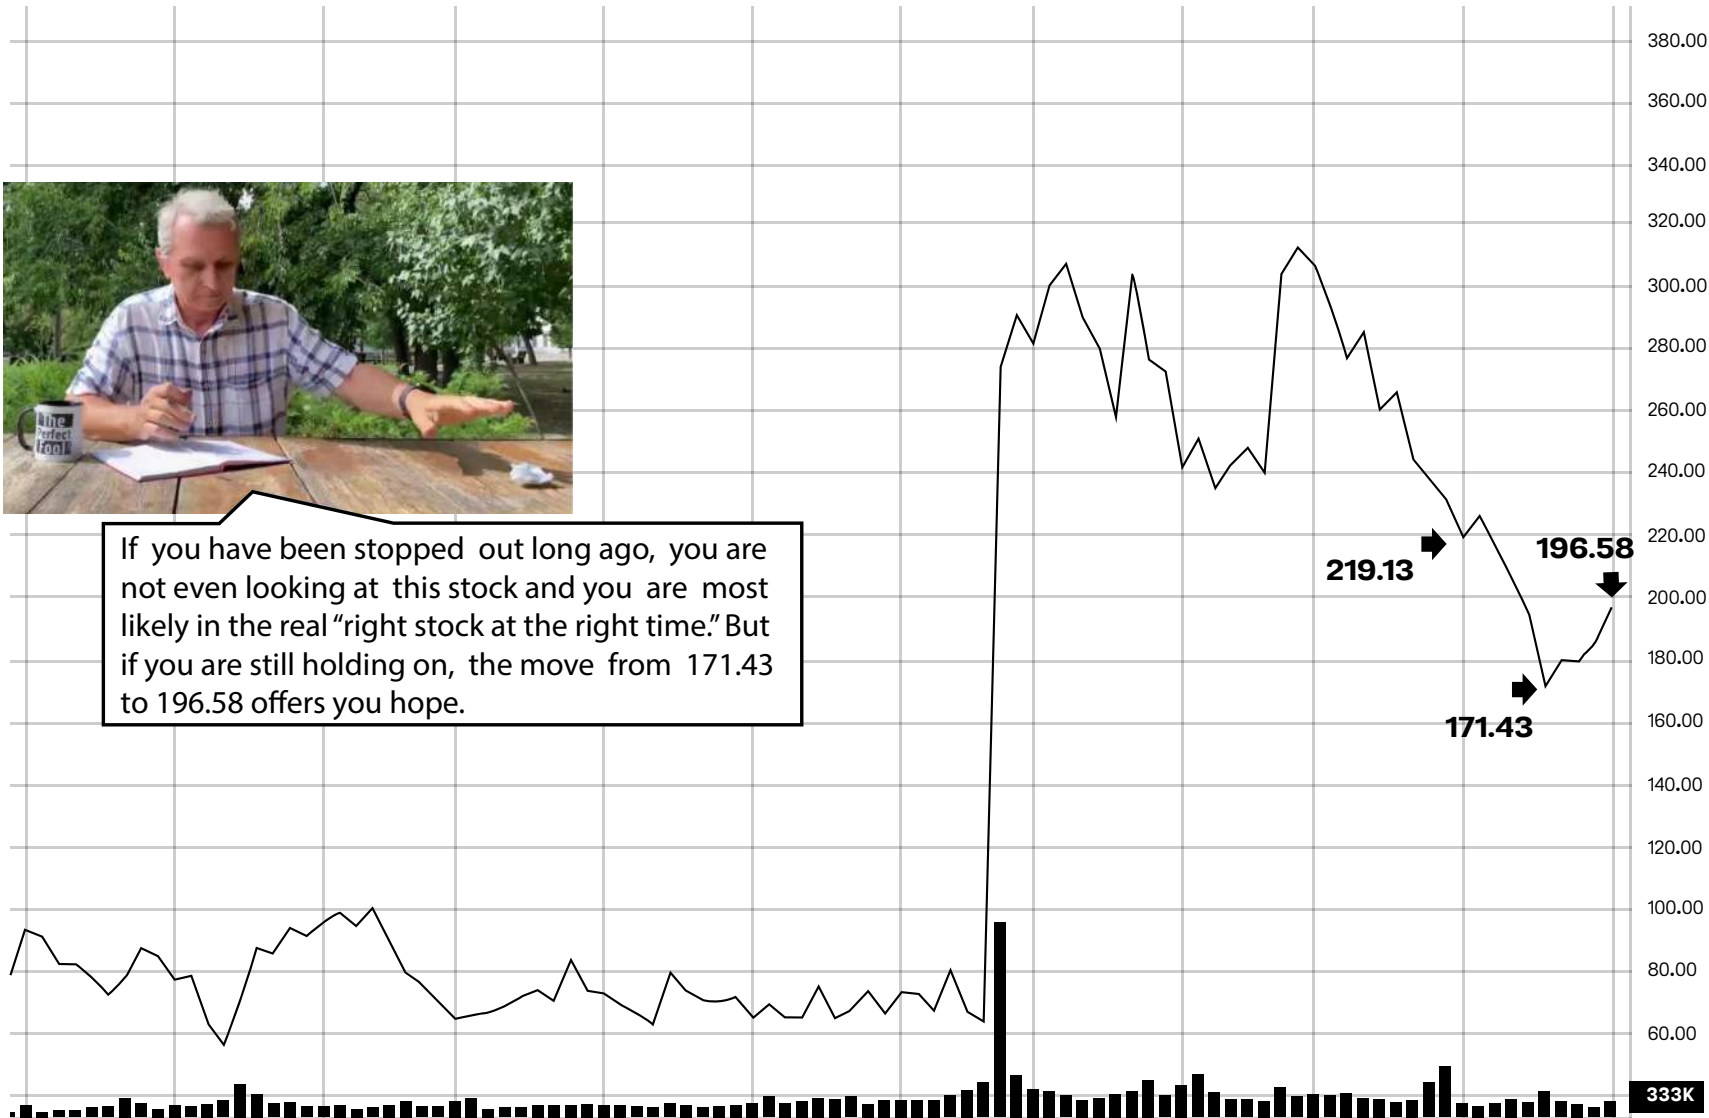 380.00
360.00
340.00
320.00
300.00
280.00
260.00
240.00
220.00
200.00
180.00
160.00
140.00
120.00
100.00
80.00
60.00
333K
The
Perfect
Fool
If you have been stopped out long ago, you are
not even looking at this stock and you are most
likely in the real “right stock at the right time.” But
if you are still holding on, the move from 171.43
to 196.58 offers you hope.
196.58
219.13
171.43